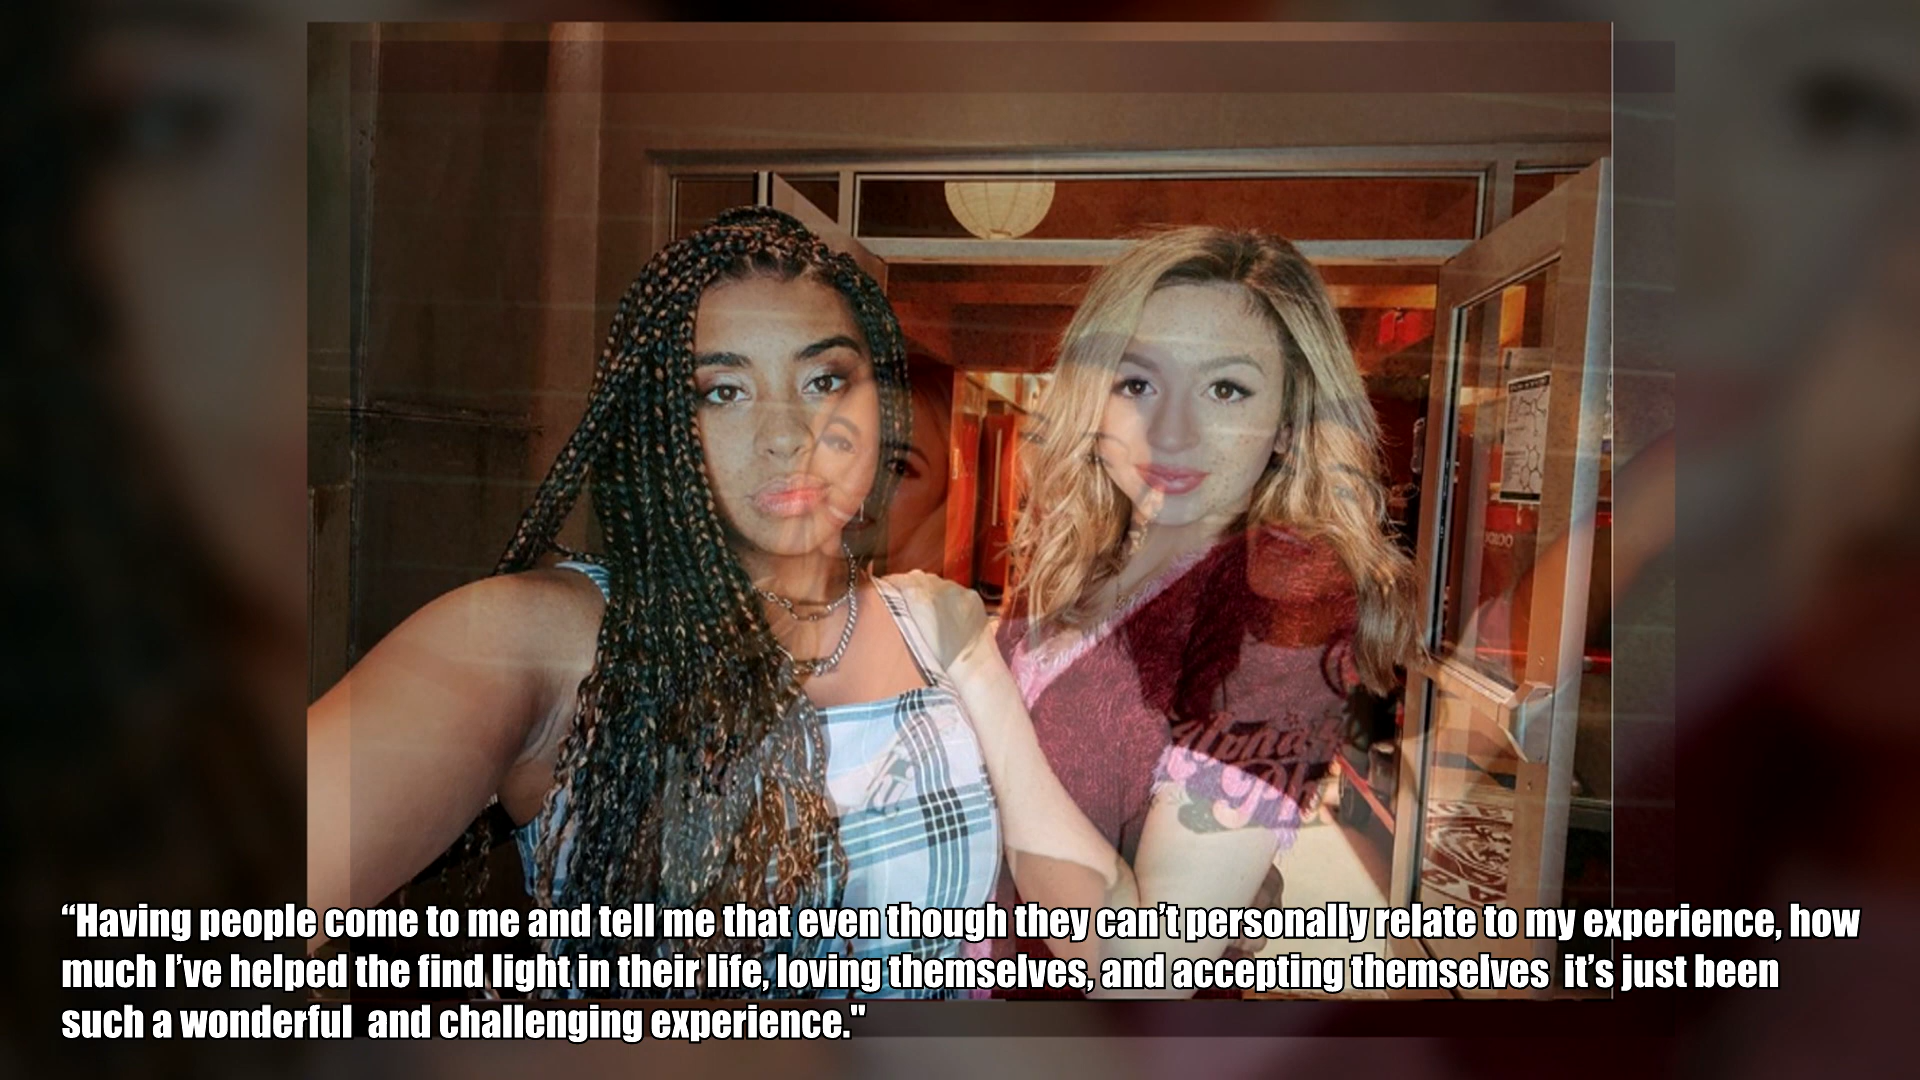 Alpha
Phi
“Having people come to me and tell me that even though they can’t personally relate to my experience, how
much I’ve helped the find light in their life, loving themselves, and accepting themselves  it’s just been
such a wonderful  and challenging experience."